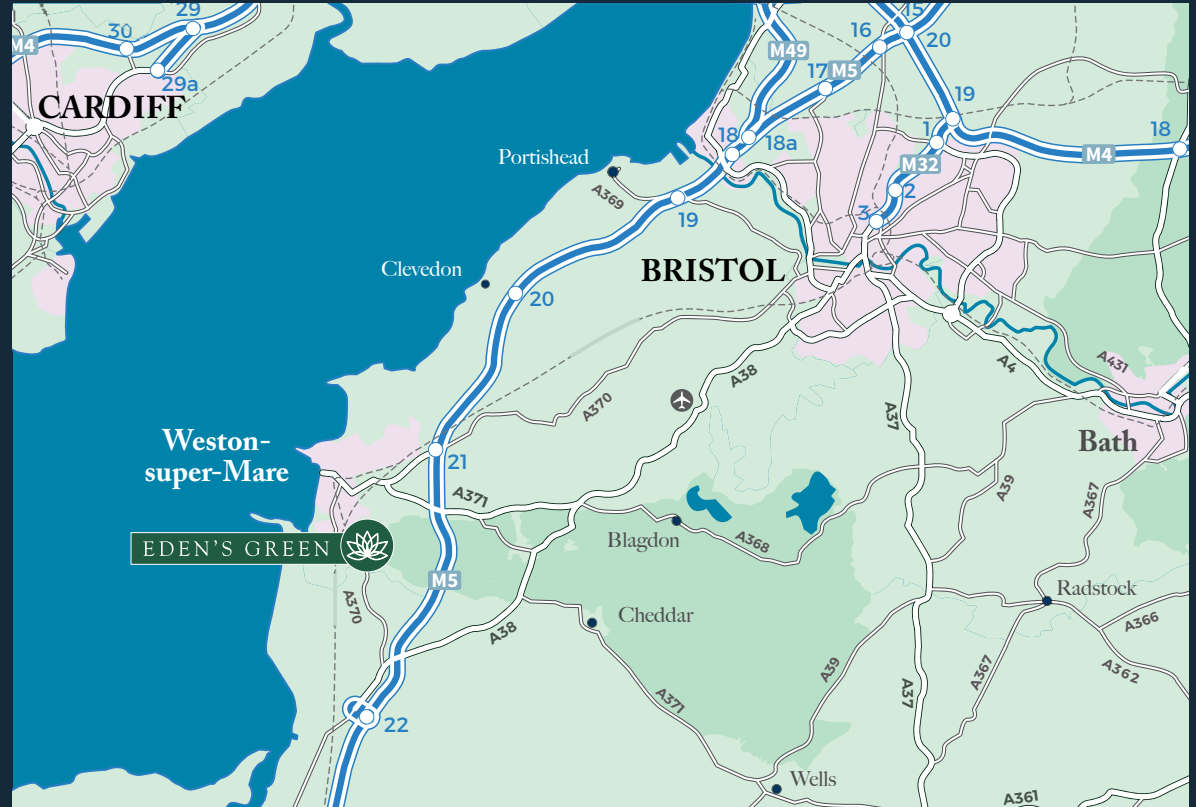 29
30
M4
29a
CARDIFF
15
16
20
M49
17
M5
19
1
18
18a
18
M4
M32
Portishead
2
A369
19
3
Clevedon
BRISTOL
20
A431
A4
A38
A370
A37
Weston-
super-Mare
Bath
21
A371
A39
A367
EDEN'S GREEN
Blagdon
A368
M5
Radstock
A370
Cheddar
A38
A366
A39
A367
A362
A371
A37
22
Wells
A361